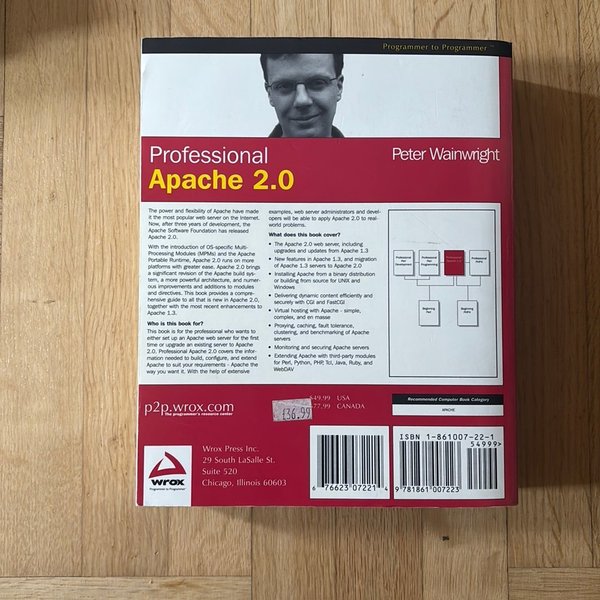 Programmer to Programmer™
Professional
Apache 2.0
Peter Wainwright
The power and flexibility of Apache have made
it the most popular web server on the Internet.
Now, after three years of development, the
Apache Software Foundation has released
Apache 2.0.
With the introduction of OS-specific Multi-
Processing Modules (MPMs) and the Apache
Portable Runtime, Apache 2.0 runs on more
platforms with greater ease. Apache 2.0 brings
a significant revision of the Apache build sys-
tem, a more powerful architecture, and numer-
ous improvements and additions to modules
and directives. This book provides a compre-
hensive guide to all that is new in Apache 2.0,
together with the most recent enhancements to
Apache 1.3.
Who is this book for?
This book is for the professional who wants to
either set up an Apache web server for the first
time or upgrade an existing server to Apache
2.0. Professional Apache 2.0 covers the infor-
mation needed to build, configure, and extend
Apache to suit your requirements - Apache the
way you want it. With the help of extensive
examples, web server administrators and devel-
opers will be able to apply Apache 2.0 to real-
world problems.
What does this book cover?
• The Apache 2.0 web server, including
upgrades and updates from Apache 1.3
• New features in Apache 1.3, and migration
of Apache 1.3 servers to Apache 2.0
• Installing Apache from a binary distribution
or building from source for UNIX and
Windows
• Delivering dynamic content efficiently and
securely with CGI and FastCGI
• Virtual hosting with Apache - simple,
complex, and en masse
• Proxying, caching, fault tolerance,
clustering, and benchmarking of Apache
servers
• Monitoring and securing Apache servers
• Extending Apache with third-party modules
for Perl, Python, PHP, Tcl, Java, Ruby, and
WebDAV
Professional
Perl
Development
Professional
Perl
Programming
Professional
Apache 2.0
Professional
PHP4
Beginning
Perl
Beginning
PHP4
p2p.wrox.com
The programmer's resource center
£36.99
$49.99 USA
$77.99 CANADA
Recommended Computer Book Category
APACHE
wrox
Programmer to Programmer™
Wrox Press Inc.
29 South LaSalle St.
Suite 520
Chicago, Illinois 60603
6 76623 07221 4
ISBN 1-861007-22-1
54999>
9 781861 007223